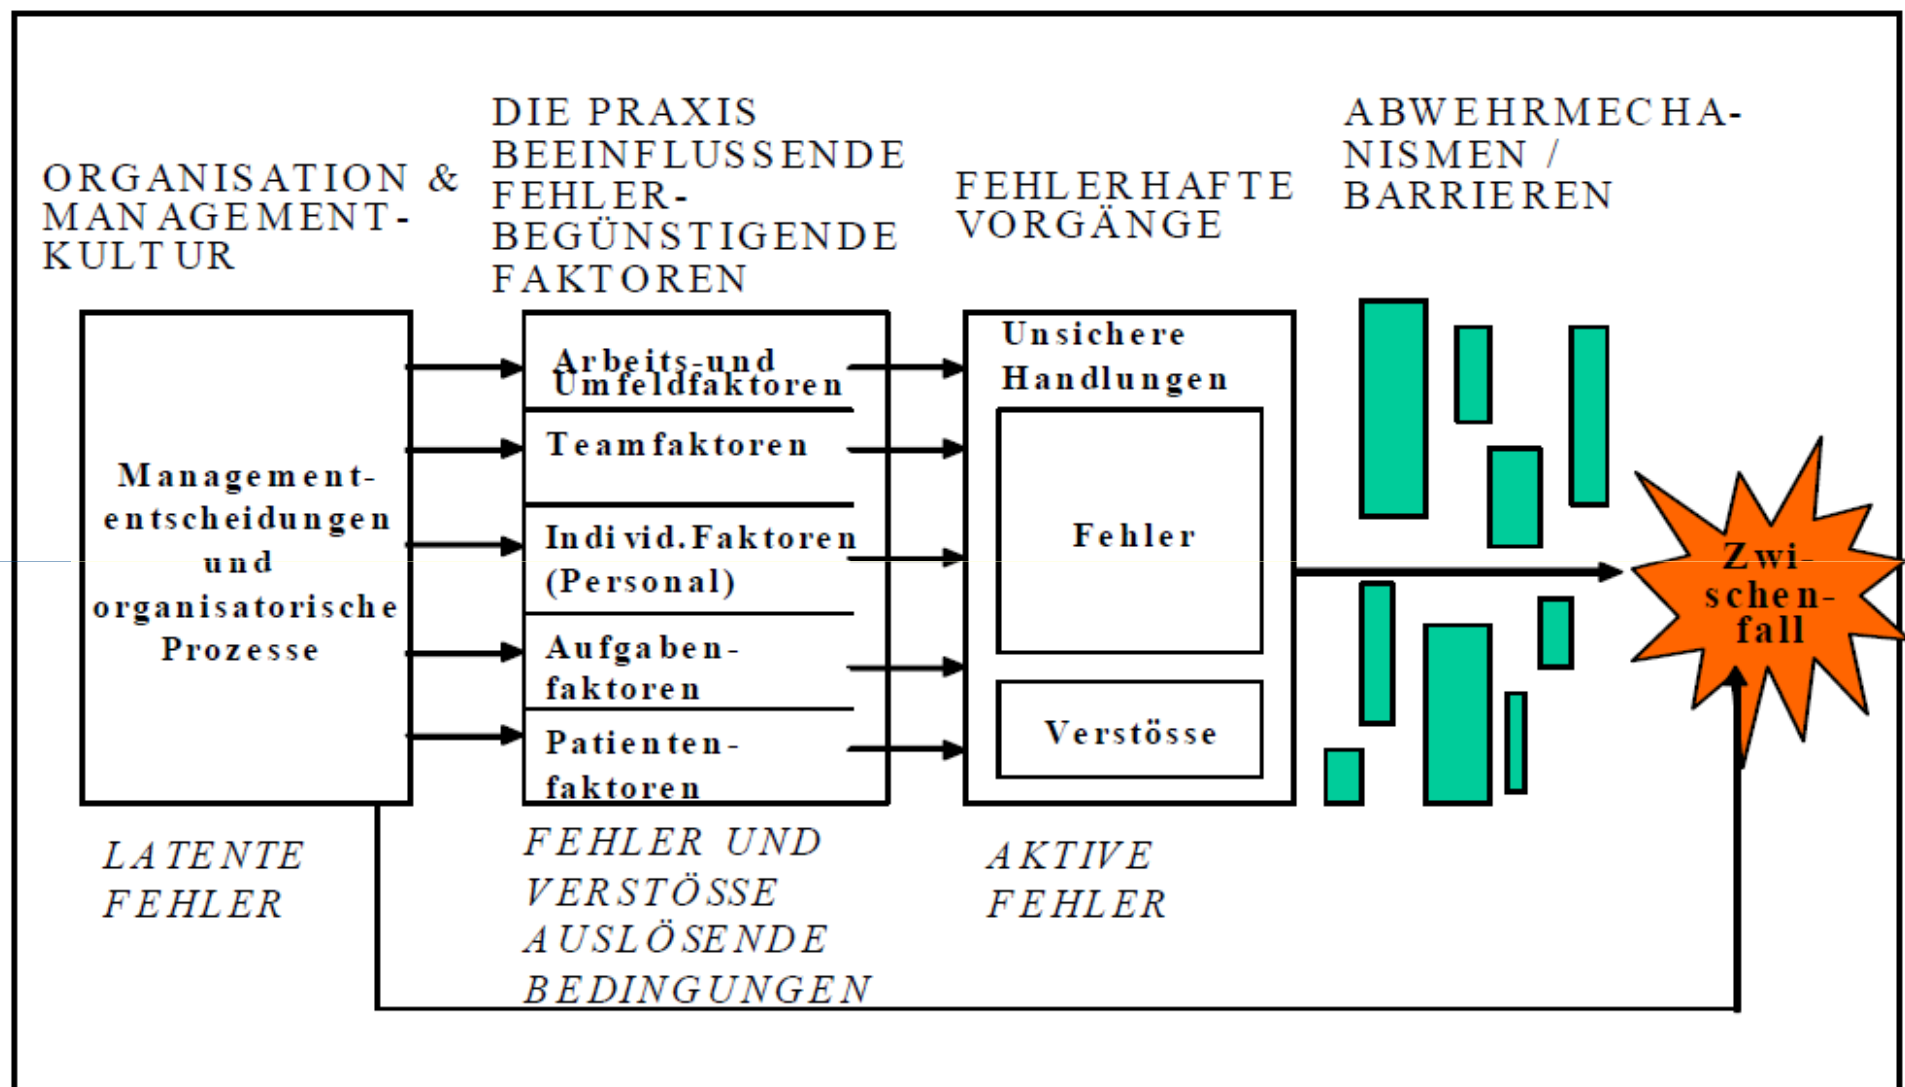 ORGANISATION &
MANAGEMENT-
KULTUR
DIE PRAXIS
BEEINFLUSSENDE
FEHLER-
BEGÜNSTIGENDE
FAKTOREN
FEHLERHAFTE
VORGÄNGE
ABWEHRMECHA-
NISMEN /
BARRIEREN
Management-
entscheidungen
und
organisatorische
Prozesse
Arbeits-und
Umfeldfaktoren
Teamfaktoren
Individ.Faktoren
(Personal)
Aufgaben-
faktoren
Patienten-
faktoren
Unsichere
Handlungen
Fehler
Verstösse
Zwi-
schen-
fall
LATENTE
FEHLER
FEHLER UND
VERSTÖSSE
AUSLÖSENDE
BEDINGUNGEN
AKTIVE
FEHLER